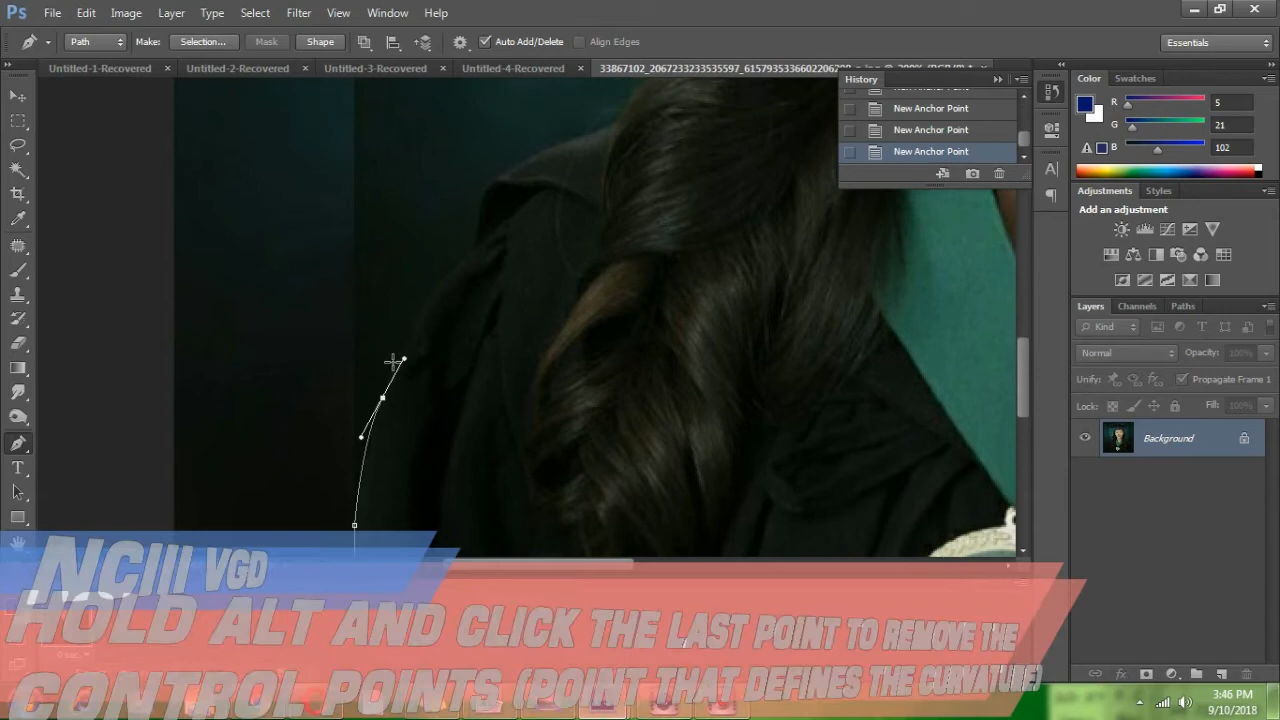 Ps File Edit Image Layer Type Select Filter View Window Help
Path Make: Selection... Mask Shape Auto Add/Delete Align Edges Essentials
Untitled-1-Recovered × Untitled-2-Recovered × Untitled-3-Recovered × Untitled-4-Recovered ×
History
New Anchor Point
New Anchor Point
New Anchor Point
Color Swatches
R 5
G 21
B 102
Adjustments Styles
Add an adjustment
Layers Channels Paths
Kind
Normal Opacity: 100%
Unify: Propagate Frame 1
Lock: Fill: 100%
Background
NCIII VGD
HOLD ALT AND CLICK THE LAST POINT TO REMOVE THE
CONTROL POINTS (POINT THAT DEFINES THE CURVATURE)
3:46 PM
9/10/2018